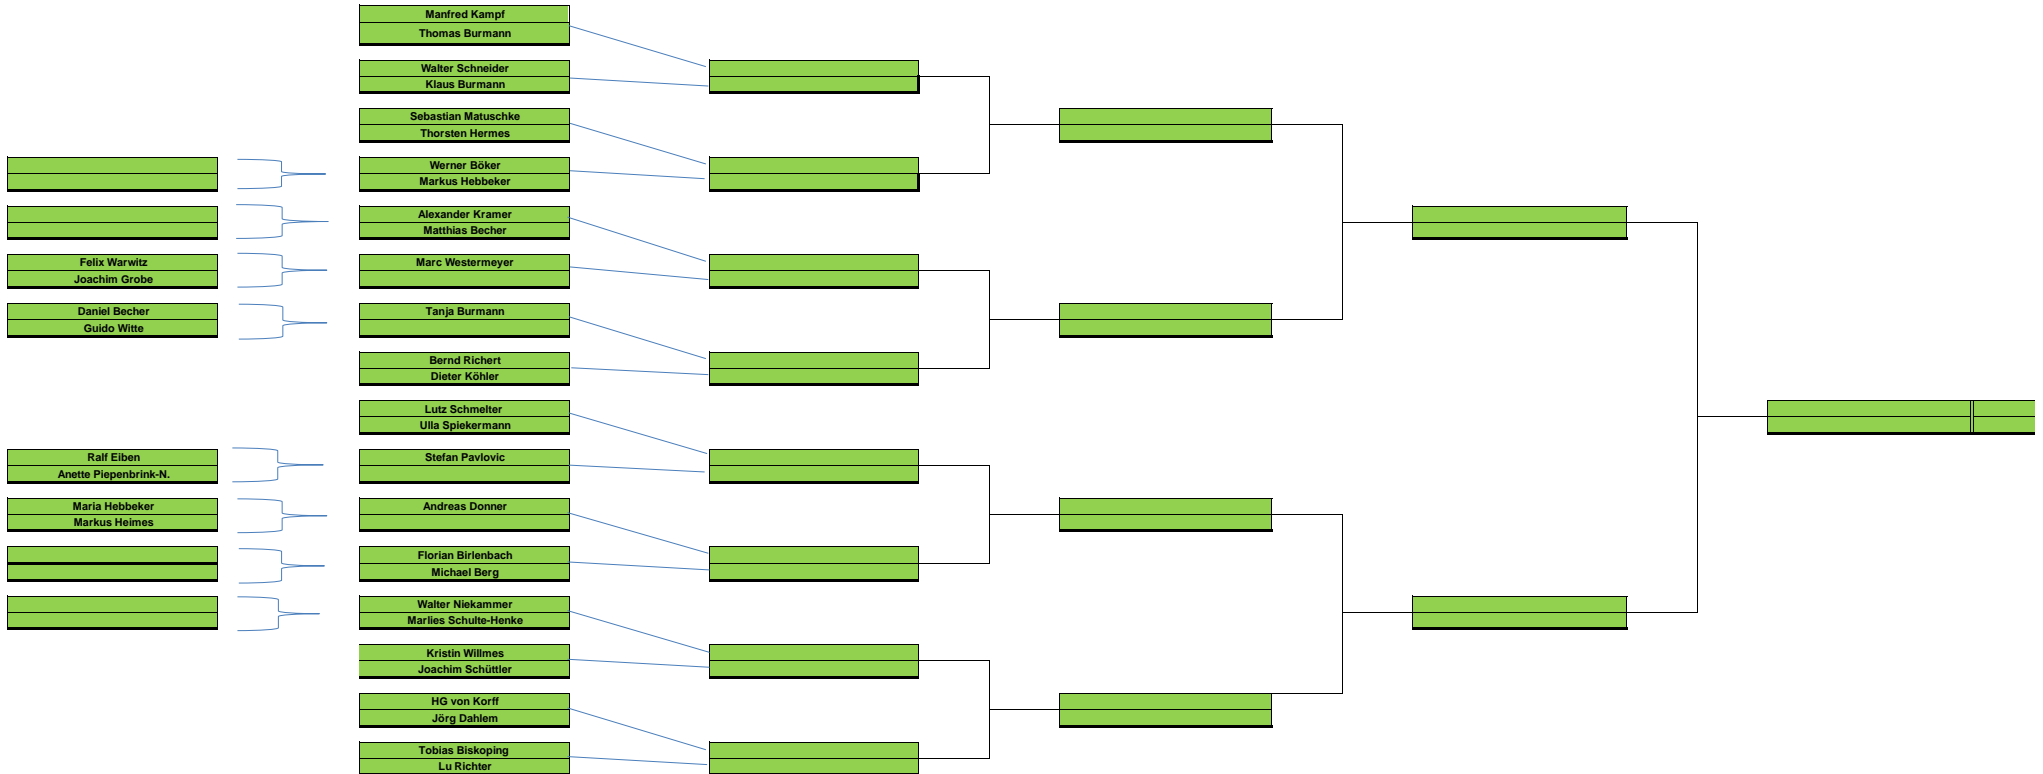 Manfred Kampf
Thomas Burmann
Walter Schneider
Klaus Burmann
Sebastian Matuschke
Thorsten Hermes
Werner Böker
Markus Hebbeker
Alexander Kramer
Matthias Becher
Felix Warwitz
Joachim Grobe
Marc Westermeyer
Daniel Becher
Guido Witte
Tanja Burmann
Bernd Richert
Dieter Köhler
Lutz Schmelter
Ulla Spiekermann
Ralf Eiben
Anette Piepenbrink-N.
Stefan Pavlovic
Maria Hebbeker
Markus Heimes
Andreas Donner
Florian Birlenbach
Michael Berg
Walter Niekammer
Marlies Schulte-Henke
Kristin Willmes
Joachim Schüttler
HG von Korff
Jörg Dahlem
Tobias Biskoping
Lu Richter